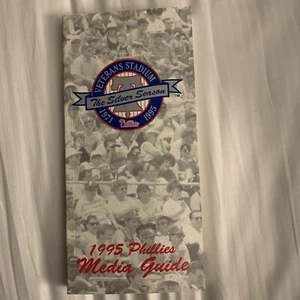 VETERANS STADIUM
The Silver Season
1971 1995
Phillies
1995 Phillies
Media Guide